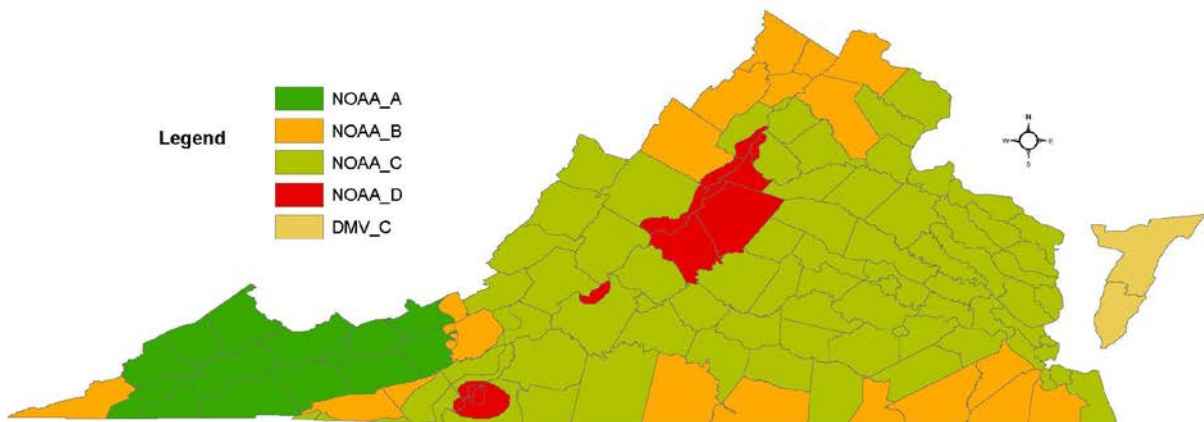 Legend
NOAA_A
NOAA_B
NOAA_C
NOAA_D
DMV_C
N
W E
S